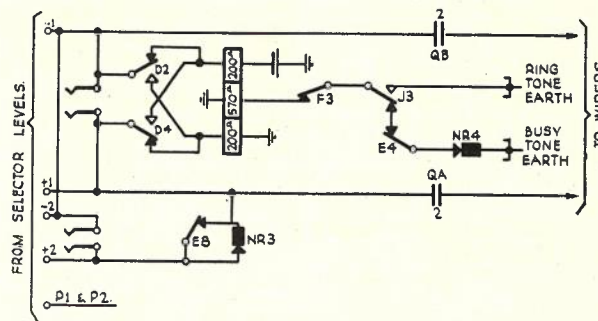 FROM SELECTOR LEVELS.
-1
+1
-2
+2
P1 & P2.
D2
D4
200Ω
570Ω
200Ω
F3
J3
E4
NR4
2
QB
QA
2
E8
NR3
RING TONE EARTH
BUSY TONE EARTH
TO WIPERS